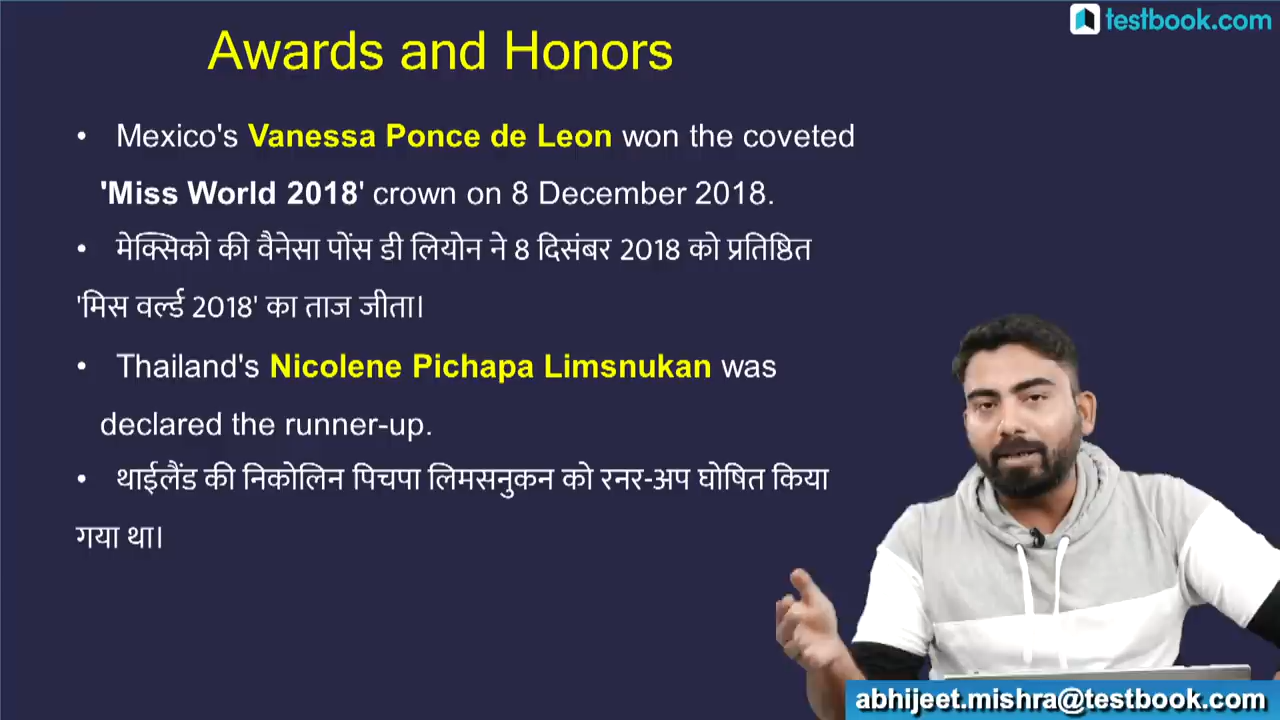 testbook.com
Awards and Honors
• Mexico's Vanessa Ponce de Leon won the coveted
'Miss World 2018' crown on 8 December 2018.
• मेक्सिको की वैनेसा पोंस डी लियोन ने 8 दिसंबर 2018 को प्रतिष्ठित
'मिस वर्ल्ड 2018' का ताज जीता।
• Thailand's Nicolene Pichapa Limsnukan was
declared the runner-up.
• थाईलैंड की निकोलिन पिचपा लिमसनुकन को रनर-अप घोषित किया
गया था।
abhijeet.mishra@testbook.com